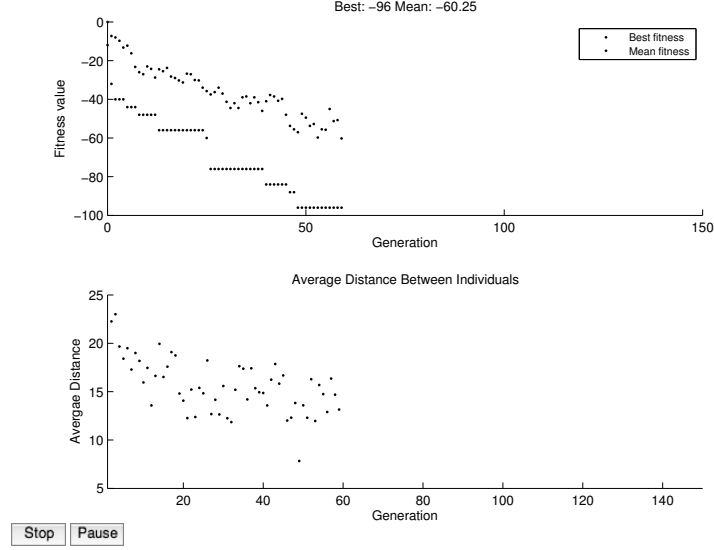 Best: −96 Mean: −60.25
0
−20
−40
−60
−80
−100
Fitness value
Best fitness
Mean fitness
0
50
100
150
Generation
Average Distance Between Individuals
25
20
15
10
5
Avergae Distance
20
40
60
80
100
120
140
Generation
Stop
Pause